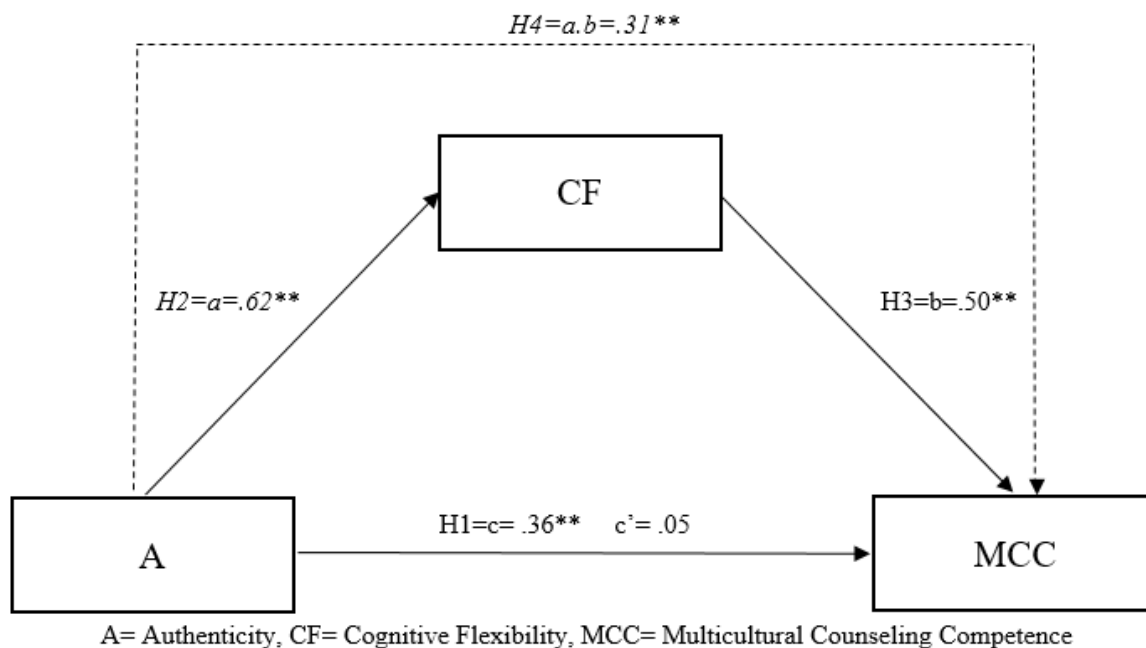 H4=a.b=.31**
CF
H2=a=.62**
H3=b=.50**
H1=c= .36** c’= .05
A
MCC
A= Authenticity, CF= Cognitive Flexibility, MCC= Multicultural Counseling Competence